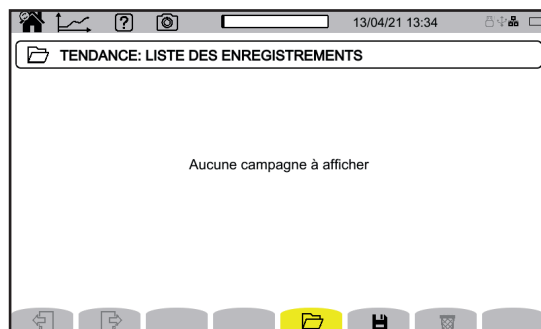 13/04/21 13:34
TENDANCE: LISTE DES ENREGISTREMENTS
Aucune campagne à afficher